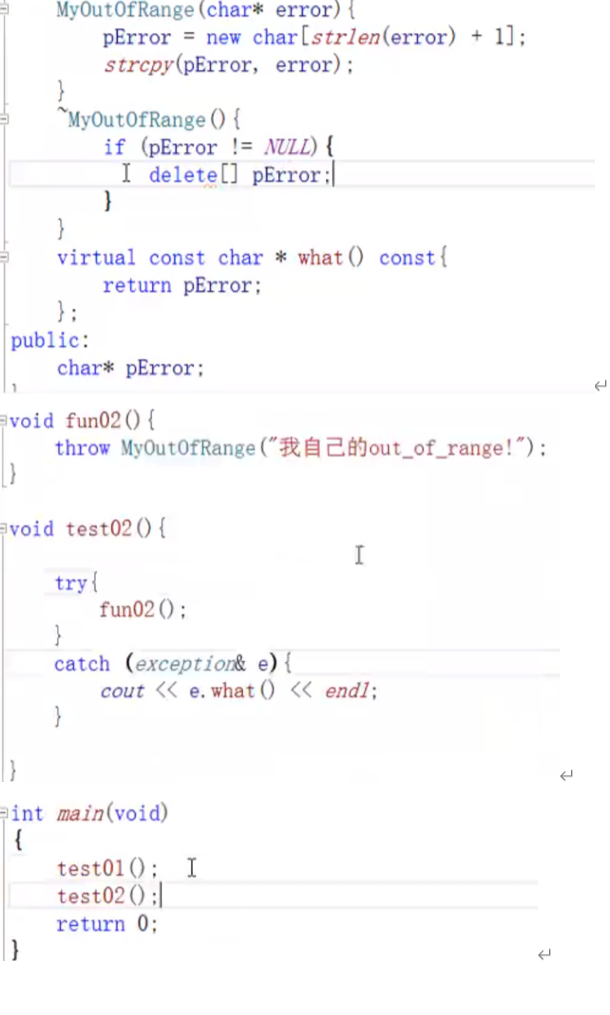 MyOutOfRange(char* error){
pError = new char[strlen(error) + 1];
strcpy(pError, error);
}
~MyOutOfRange(){
if (pError != NULL){
delete[] pError;
}
}
virtual const char * what() const{
return pError;
};
public:
char* pError;
void fun02(){
throw MyOutOfRange("我自己的out_of_range!");
}
void test02(){
try{
fun02();
}
catch (exception& e){
cout << e.what() << endl;
}
}
int main(void)
{
test01();
test02();
return 0;
}